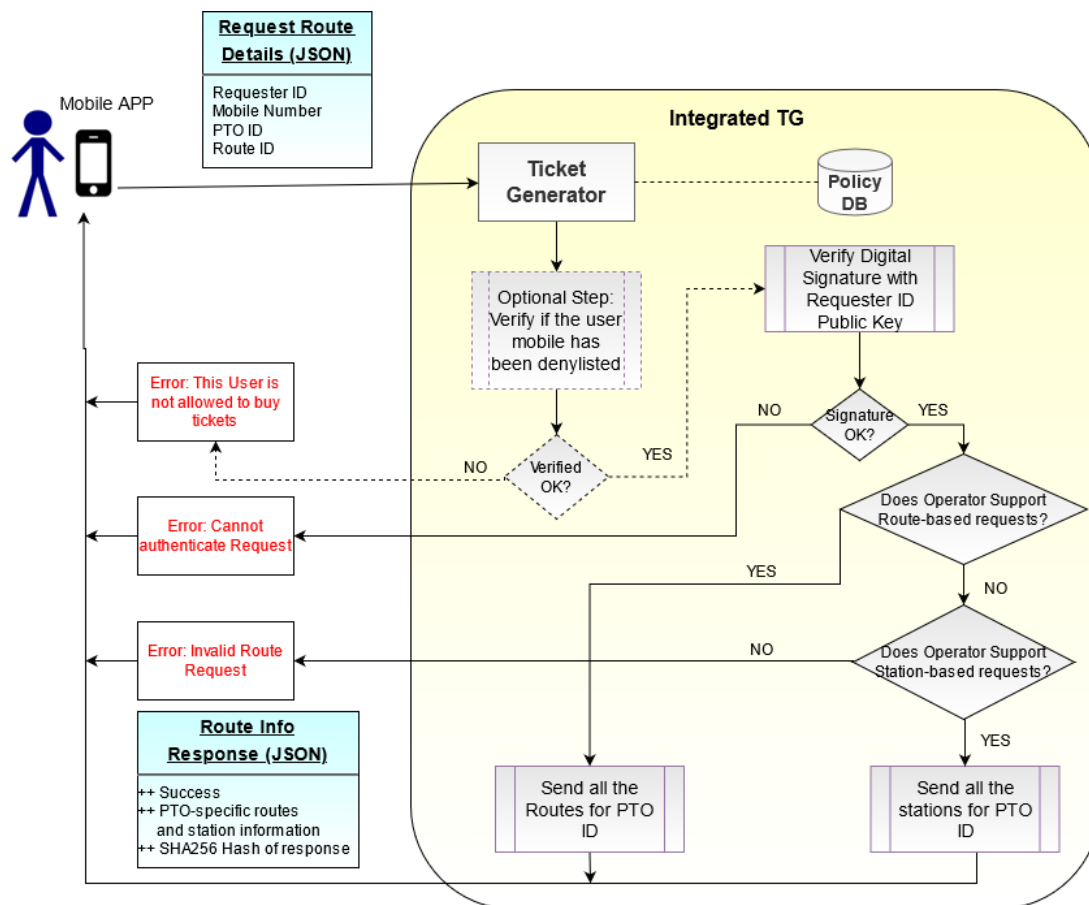 Request Route
Details (JSON)
Requester ID
Mobile Number
PTO ID
Route ID
Mobile APP
Integrated TG
Ticket
Generator
Policy
DB
Optional Step:
Verify if the user
mobile has
been denylisted
Verify Digital
Signature with
Requester ID
Public Key
Error: This User is
not allowed to buy
tickets
NO
Verified
OK?
YES
NO
Signature
OK?
YES
Error: Cannot
authenticate Request
Does Operator Support
Route-based requests?
YES
NO
Error: Invalid Route
Request
NO
Does Operator Support
Station-based requests?
YES
Route Info
Response (JSON)
++ Success
++ PTO-specific routes
and station information
++ SHA256 Hash of response
Send all the
Routes for PTO
ID
Send all the
stations for PTO
ID